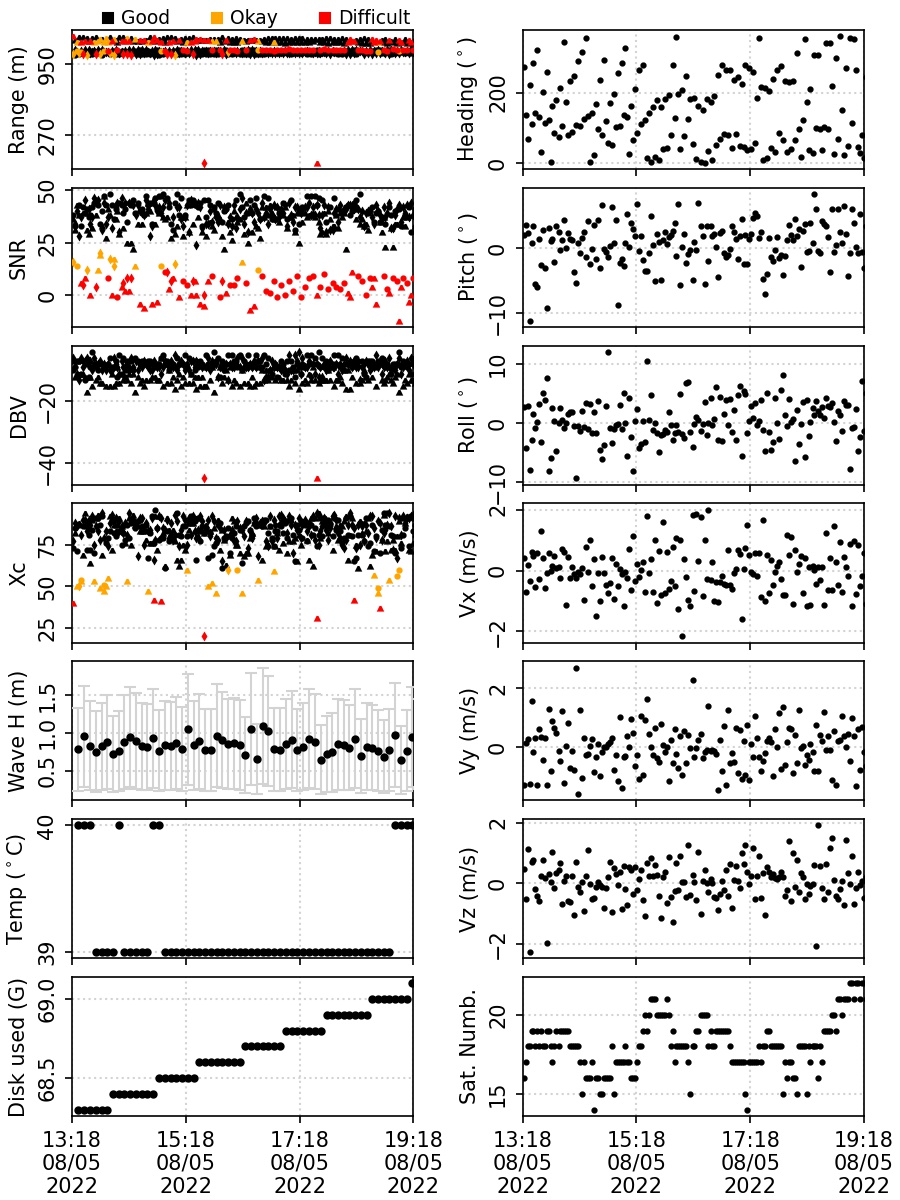 Good Okay Difficult
Range (m)
950
270
Heading (°)
200
0
SNR
50
25
0
Pitch (°)
0
−10
DBV
−20
−40
Roll (°)
10
0
−10
Xc
75
50
25
Vx (m/s)
2
0
−2
Wave H (m)
1.5
1.0
0.5
Vy (m/s)
2
0
Temp (°C)
40
39
Vz (m/s)
2
0
−2
Disk used (G)
69.0
68.5
Sat. Numb.
20
15
13:18 15:18 17:18 19:18 13:18 15:18 17:18 19:18
08/05 08/05 08/05 08/05 08/05 08/05 08/05 08/05
2022 2022 2022 2022 2022 2022 2022 2022